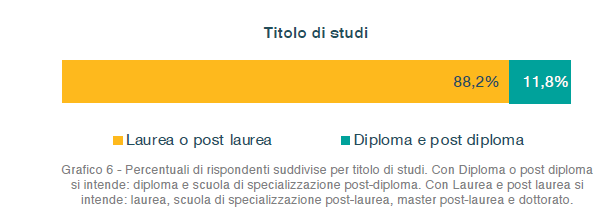 Titolo di studi
88,2% 11,8%
Laurea o post laurea Diploma e post diploma
Grafico 6 - Percentuali di rispondenti suddivise per titolo di studi. Con Diploma o post diploma
si intende: diploma e scuola di specializzazione post-diploma. Con Laurea e post laurea si
intende: laurea, scuola di specializzazione post-laurea, master post-laurea e dottorato.